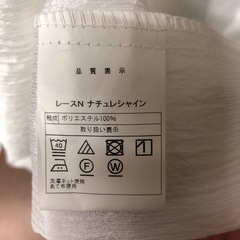 品質表示
レースN ナチュレシャイン
組成 ポリエステル100%
取り扱い表示
40
W
洗濯ネット使用
あて布使用